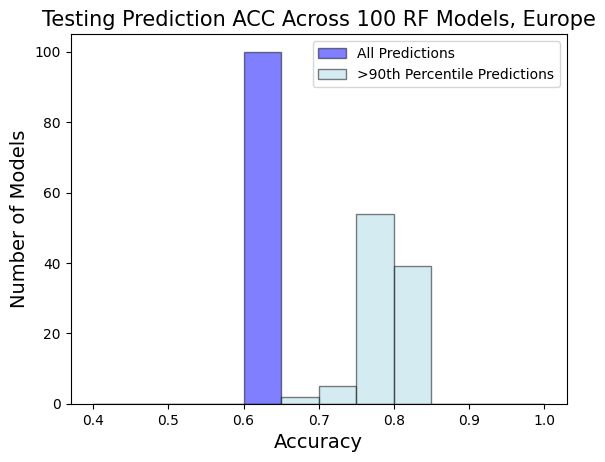 Testing Prediction ACC Across 100 RF Models, Europe
All Predictions
>90th Percentile Predictions
Number of Models
100
80
60
40
20
0
0.4 0.5 0.6 0.7 0.8 0.9 1.0
Accuracy